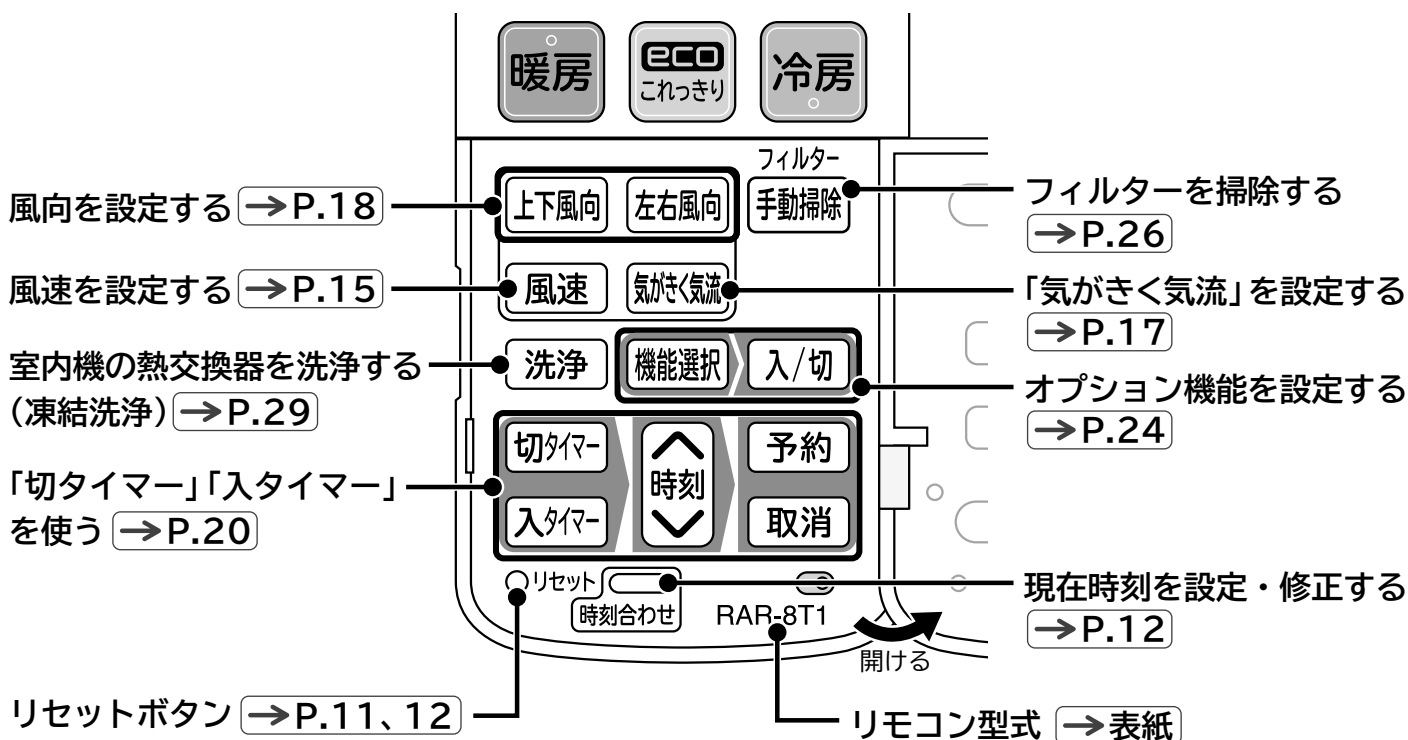 暖房
eco
これっきり
冷房
フィルター
上下風向
左右風向
手動掃除
風速
気がきく気流
洗浄
機能選択
入/切
切タイマー
時刻
予約
入タイマー
取消
リセット
時刻合わせ
RAR-8T1
開ける
風向を設定する →P.18
風速を設定する →P.15
室内機の熱交換器を洗浄する
（凍結洗浄）→P.29
「切タイマー」「入タイマー」
を使う →P.20
リセットボタン →P.11、12
フィルターを掃除する
→P.26
「気がきく気流」を設定する
→P.17
オプション機能を設定する
→P.24
現在時刻を設定・修正する
→P.12
リモコン型式 →表紙